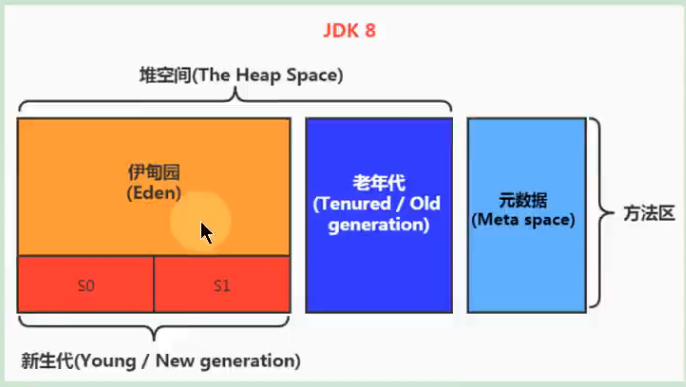 JDK 8
堆空间(The Heap Space)
伊甸园
(Eden)
老年代
(Tenured / Old
generation)
元数据
(Meta space)
方法区
S0
S1
新生代(Young / New generation)